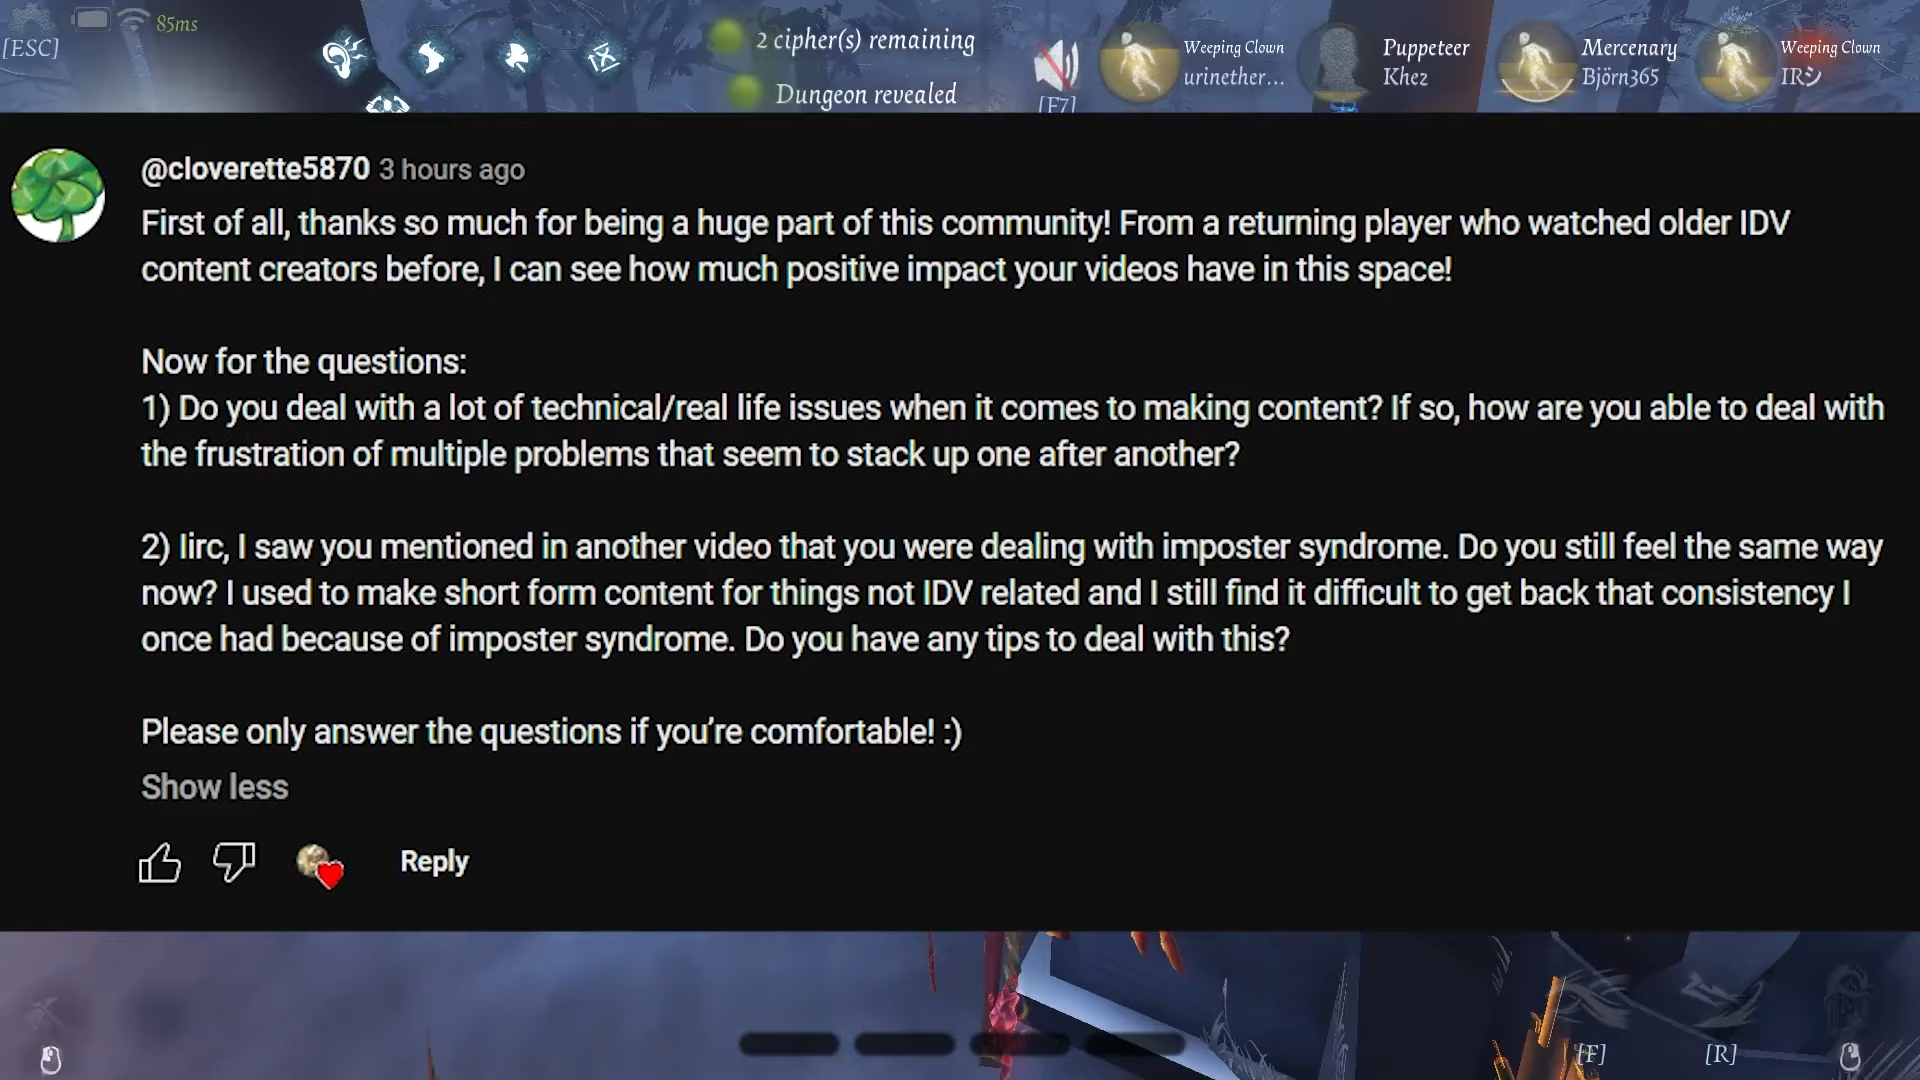 85ms
[ESC]
2 cipher(s) remaining
Dungeon revealed
[F7]
Weeping Clown
urinether...
Puppeteer
Khez
Mercenary
Björn365
Weeping Clown
IRシ
@cloverette5870 3 hours ago
First of all, thanks so much for being a huge part of this community! From a returning player who watched older IDV
content creators before, I can see how much positive impact your videos have in this space!
Now for the questions:
1) Do you deal with a lot of technical/real life issues when it comes to making content? If so, how are you able to deal with
the frustration of multiple problems that seem to stack up one after another?
2) Iirc, I saw you mentioned in another video that you were dealing with imposter syndrome. Do you still feel the same way
now? I used to make short form content for things not IDV related and I still find it difficult to get back that consistency I
once had because of imposter syndrome. Do you have any tips to deal with this?
Please only answer the questions if you’re comfortable! :)
Show less
Reply
[F]
[R]